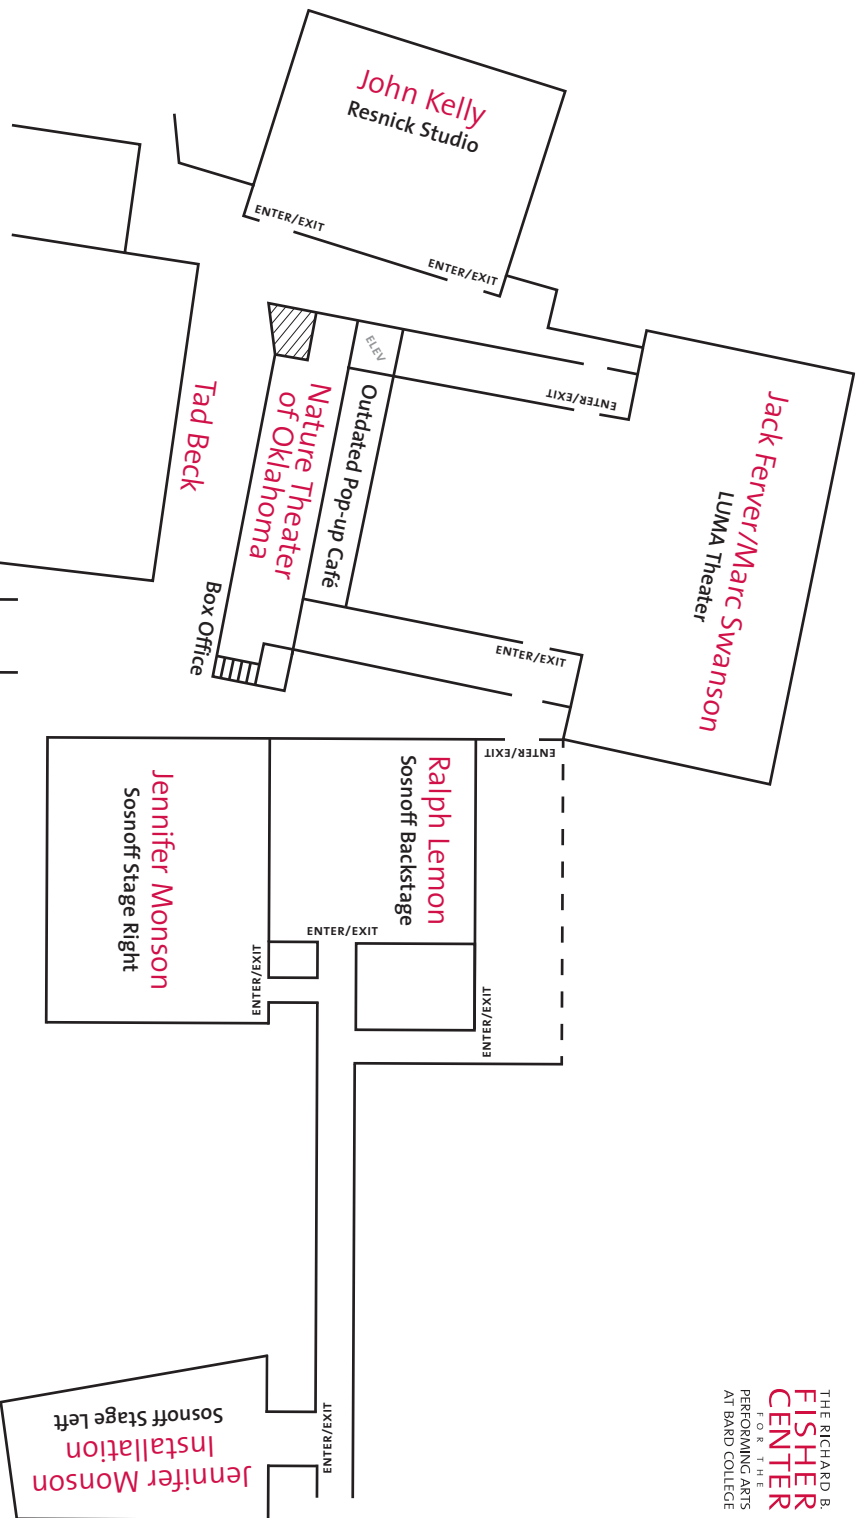 John Kelly
Resnick Studio
ENTER/EXIT
ENTER/EXIT
ELEV
ENTER/EXIT
Tad Beck
Nature Theater
of Oklahoma
Outdated Pop-up Café
Jack Ferver/Marc Swanson
LUMA Theater
Box Office
ENTER/EXIT
ENTER/EXIT
Jennifer Monson
Sosnoff Stage Right
Ralph Lemon
Sosnoff Backstage
ENTER/EXIT
ENTER/EXIT
ENTER/EXIT
ENTER/EXIT
Jennifer Monson
Installation
Sosnoff Stage Left
THE RICHARD B.
FISHER
CENTER
FOR THE
PERFORMING ARTS
AT BARD COLLEGE